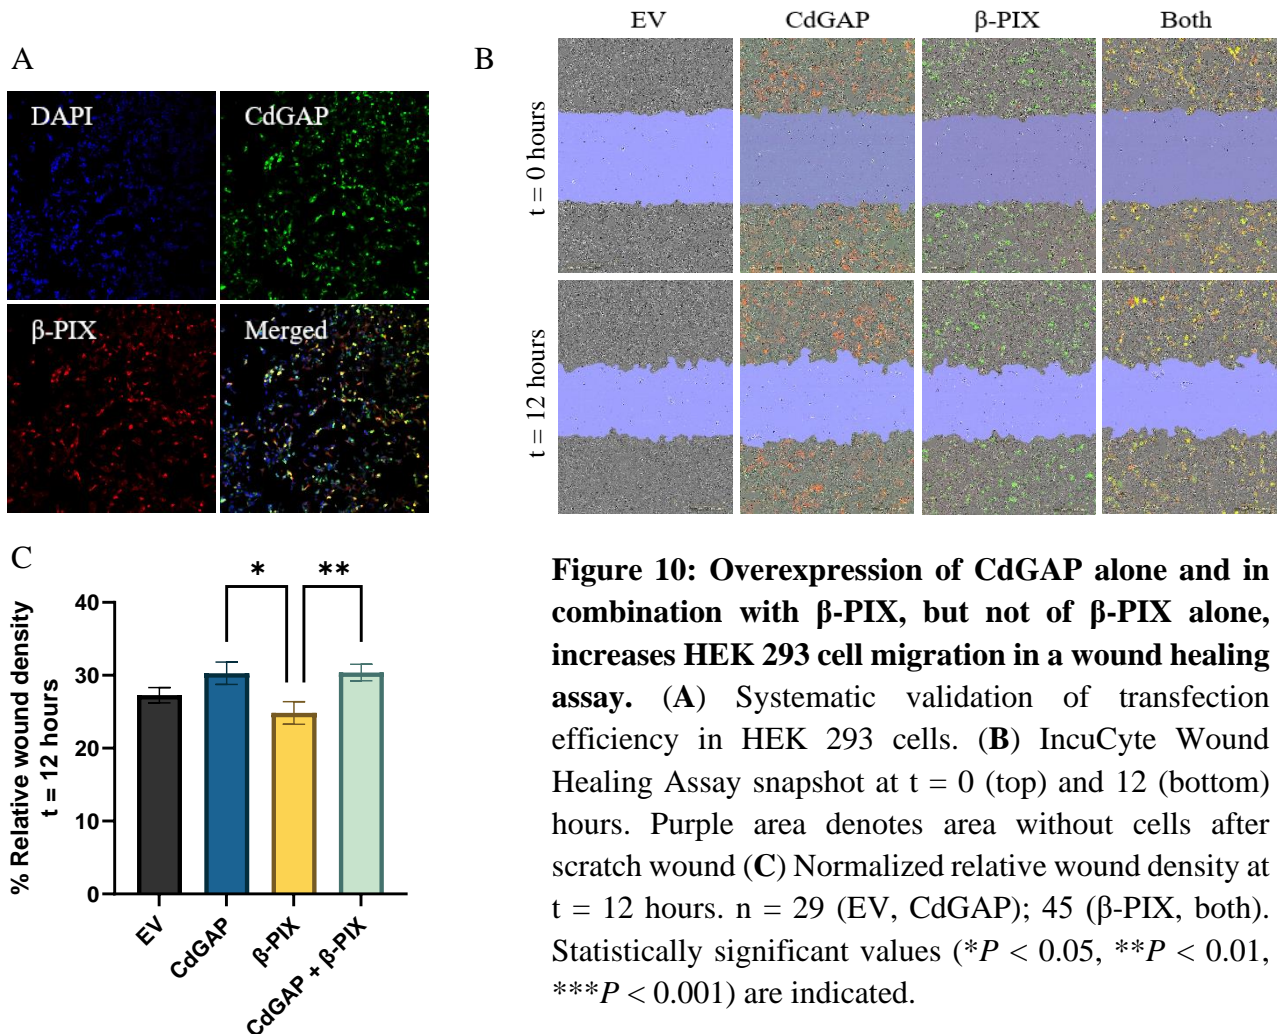 A
DAPI
CdGAP
β-PIX
Merged
B
EV
CdGAP
β-PIX
Both
t = 0 hours
t = 12 hours
C
% Relative wound density
t = 12 hours
40
30
20
10
0
*
**
EV
CdGAP
β-PIX
CdGAP + β-PIX
Figure 10: Overexpression of CdGAP alone and in
combination with β-PIX, but not of β-PIX alone,
increases HEK 293 cell migration in a wound healing
assay. (A) Systematic validation of transfection
efficiency in HEK 293 cells. (B) IncuCyte Wound
Healing Assay snapshot at t = 0 (top) and 12 (bottom)
hours. Purple area denotes area without cells after
scratch wound (C) Normalized relative wound density at
t = 12 hours. n = 29 (EV, CdGAP); 45 (β-PIX, both).
Statistically significant values (*P < 0.05, **P < 0.01,
***P < 0.001) are indicated.